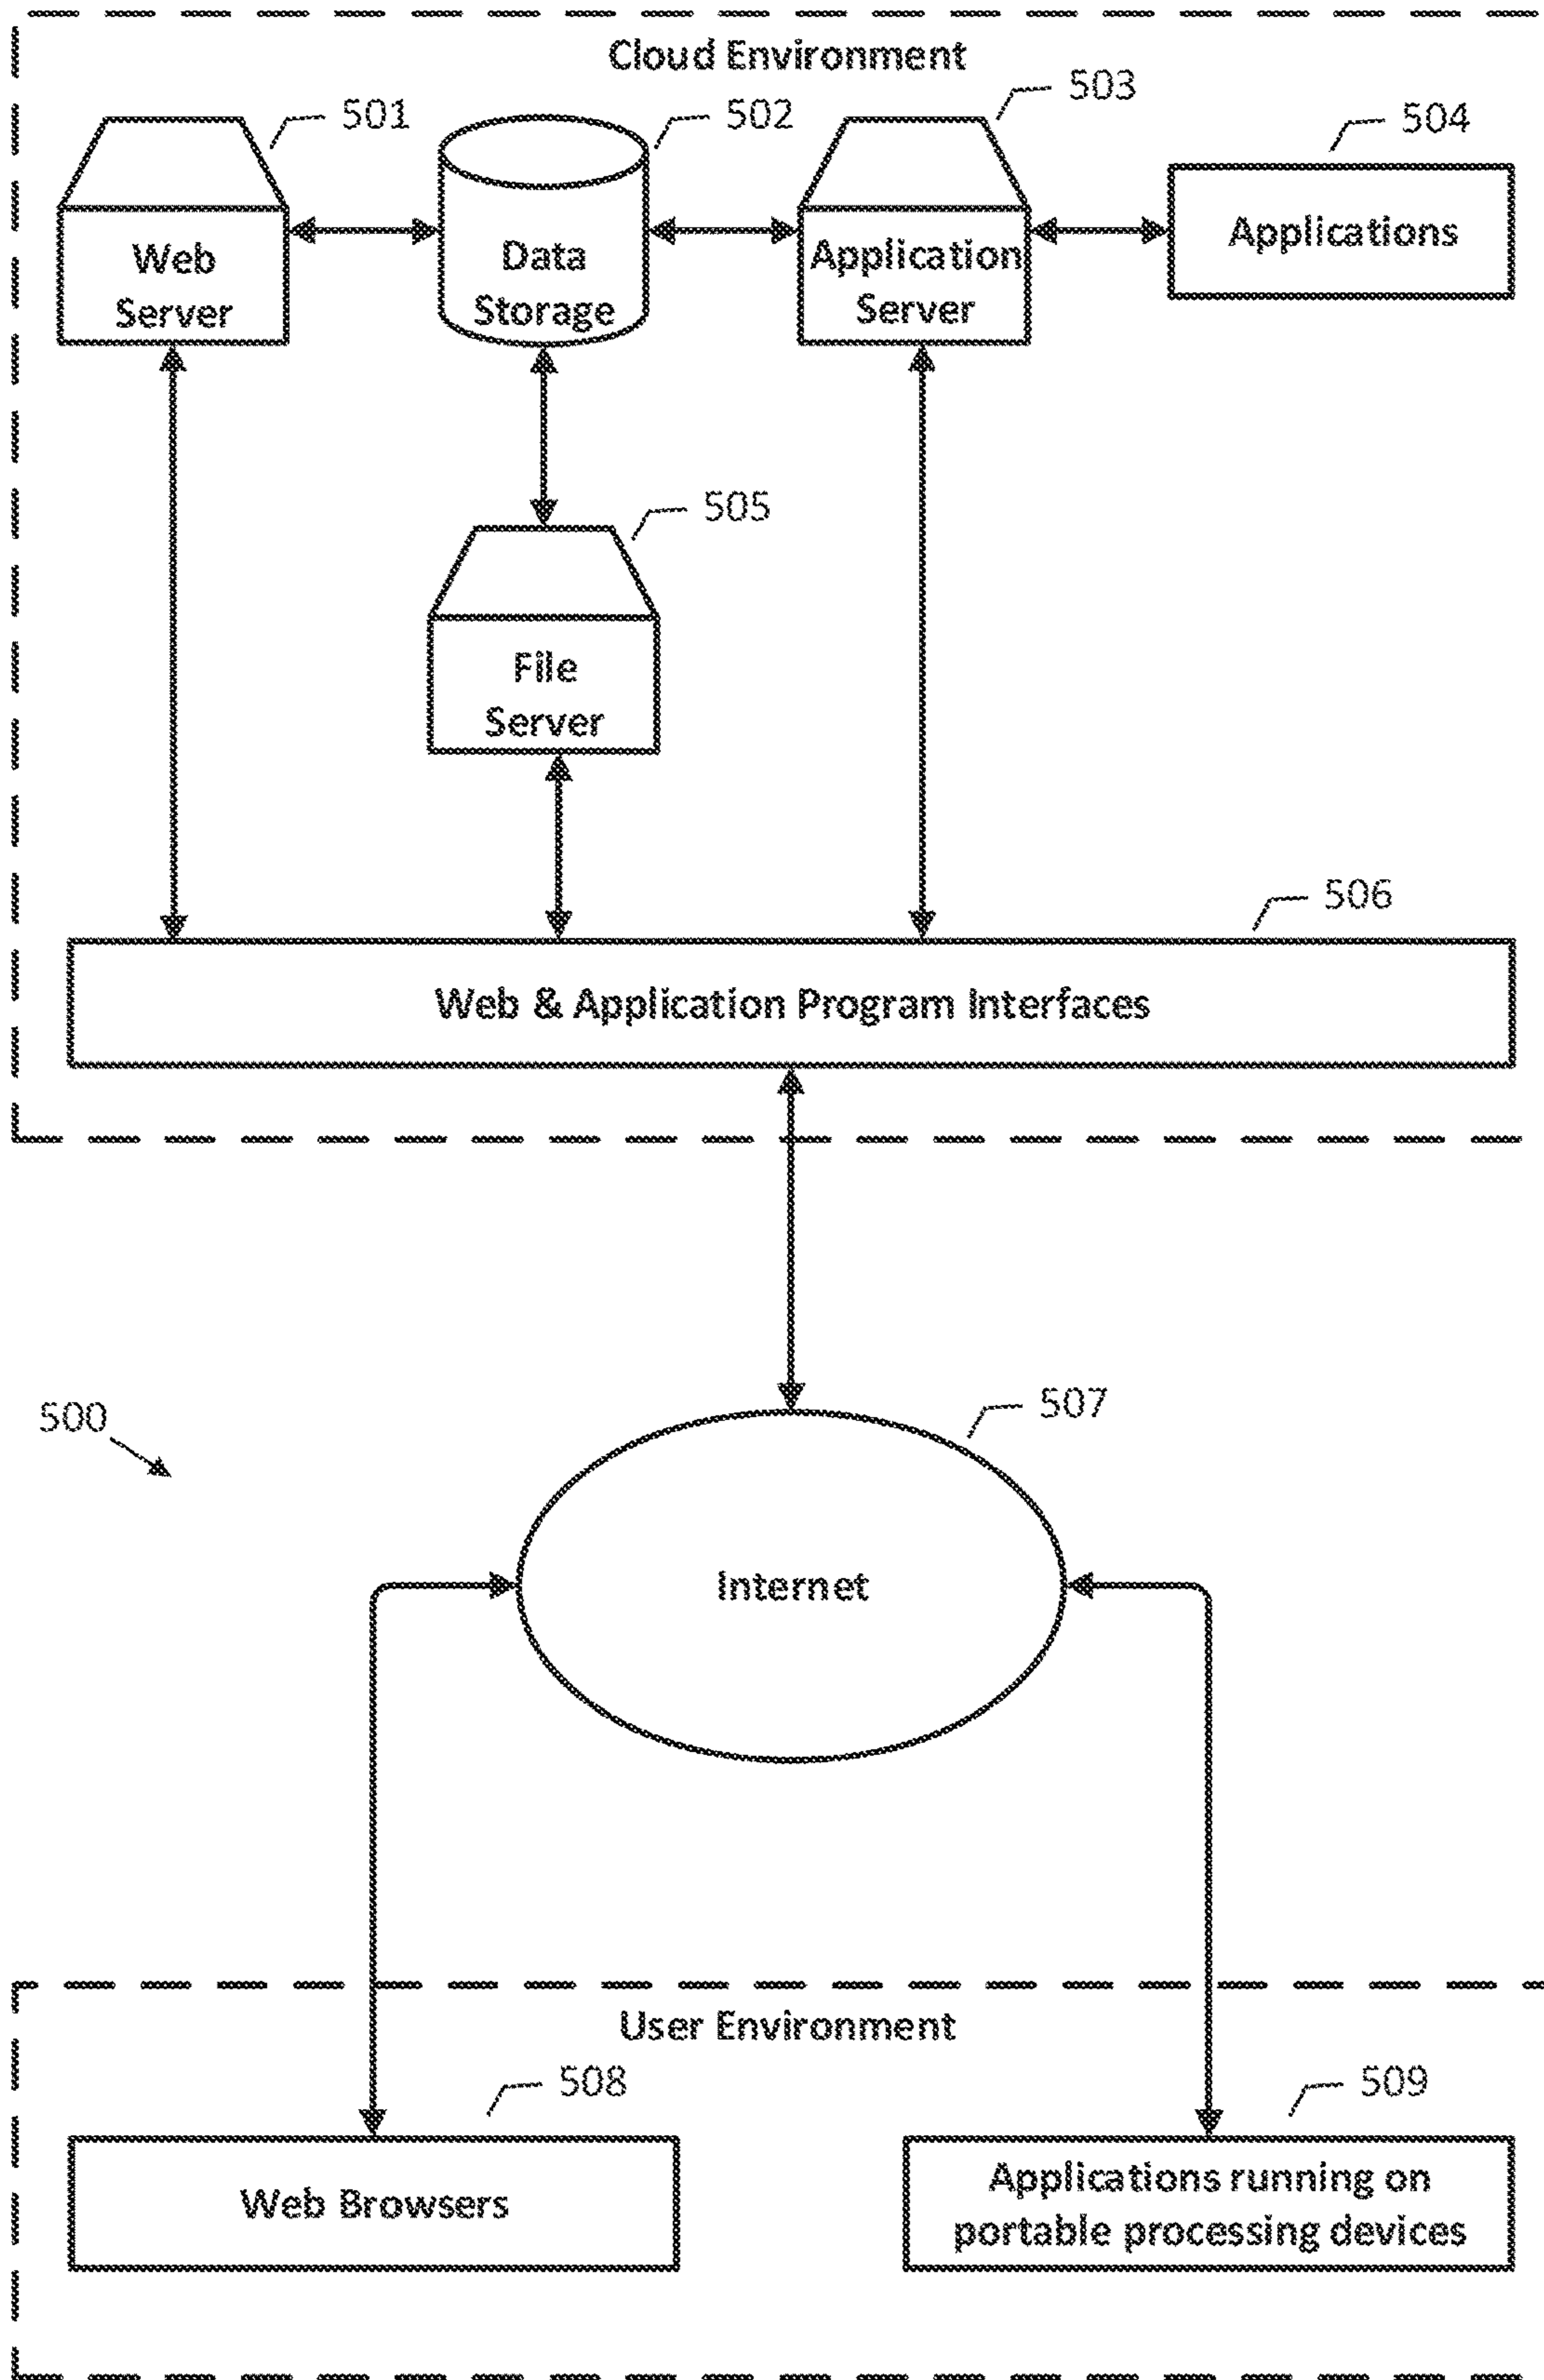 Cloud Environment
501
502
503
504
Web
Server
Data
Storage
Application
Server
Applications
505
File
Server
506
Web & Application Program Interfaces
500
507
Internet
User Environment
508
509
Web Browsers
Applications running on
portable processing devices